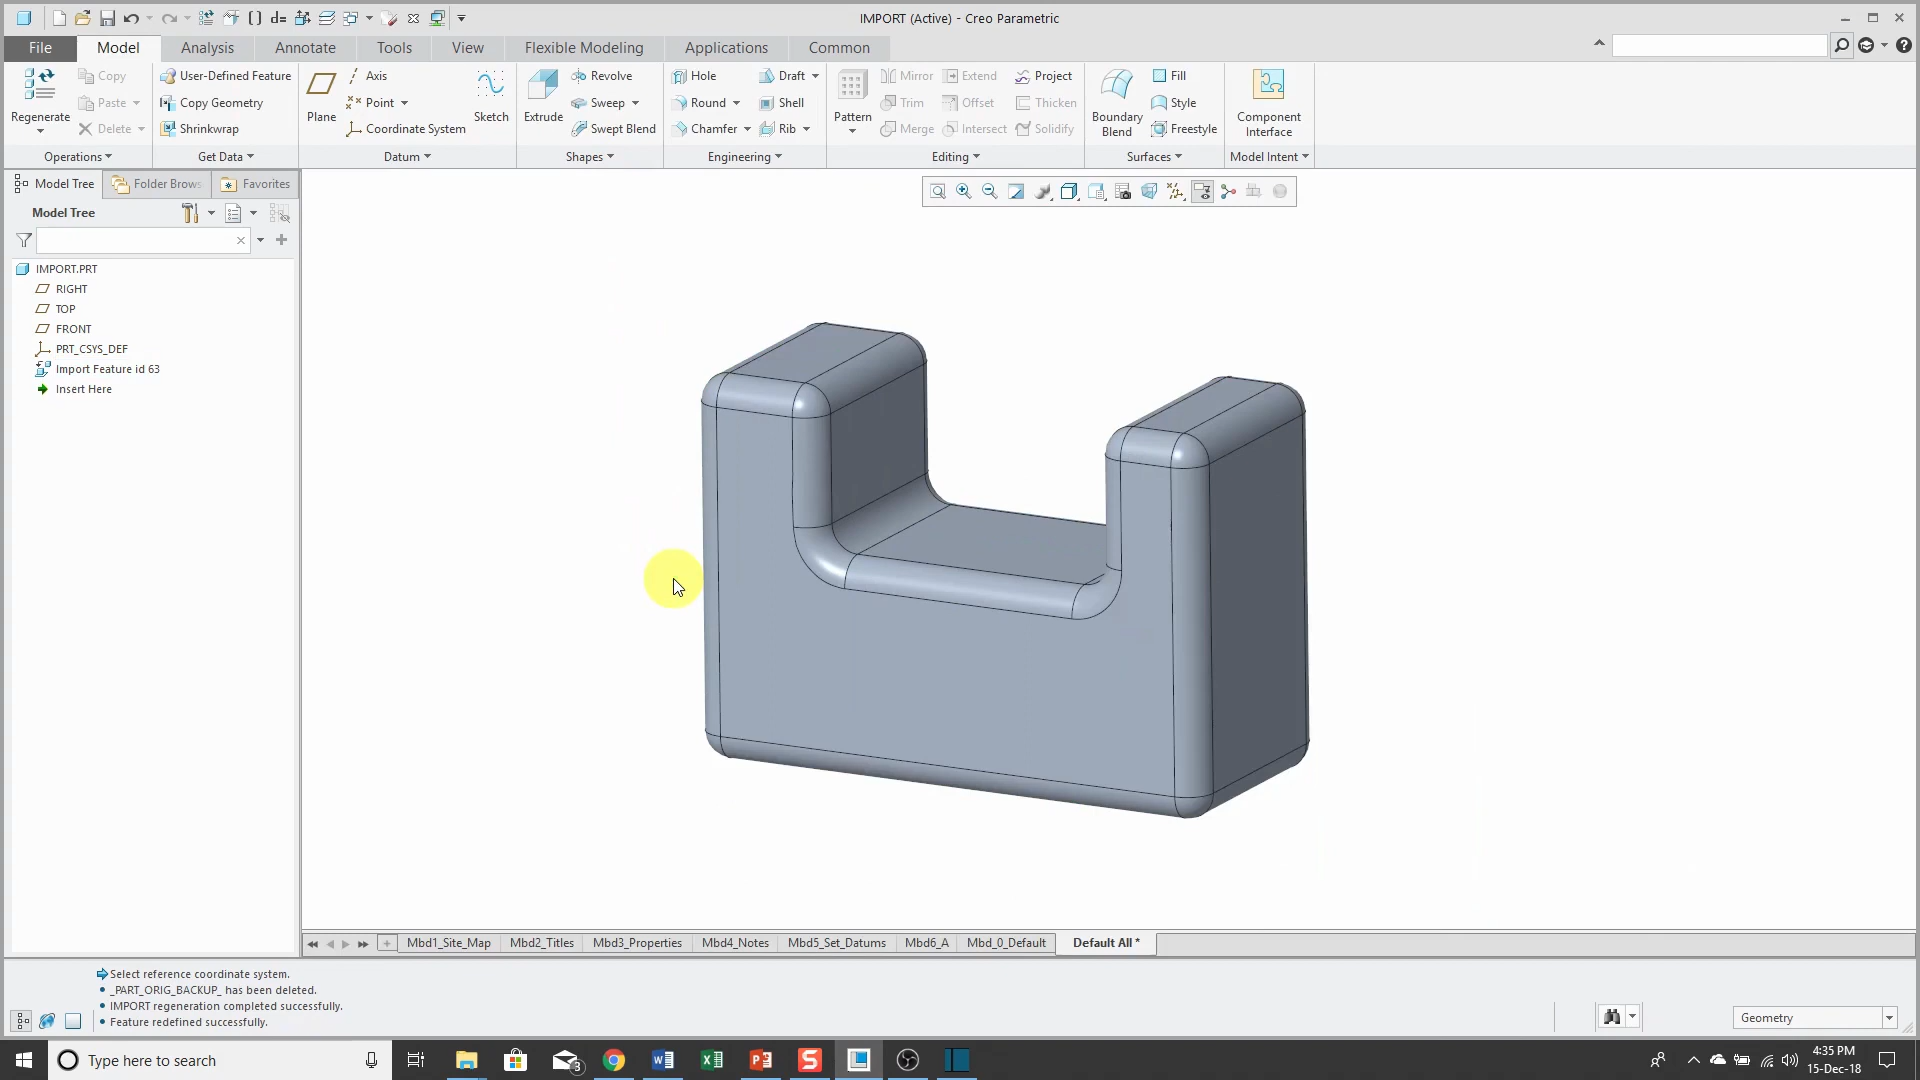 IMPORT (Active) - Creo Parametric
File Model Analysis Annotate Tools View Flexible Modeling Applications Common
Regenerate
Copy
Paste
Delete
Operations
User-Defined Feature
Copy Geometry
Shrinkwrap
Get Data
Plane
Axis
Point
Coordinate System
Sketch
Datum
Extrude
Revolve
Sweep
Swept Blend
Shapes
Hole
Round
Chamfer
Draft
Shell
Rib
Engineering
Pattern
Mirror
Trim
Merge
Extend
Offset
Intersect
Project
Thicken
Solidify
Editing
Boundary
Blend
Fill
Style
Freestyle
Surfaces
Component
Interface
Model Intent
Model Tree Folder Brows Favorites
Model Tree
IMPORT.PRT
RIGHT
TOP
FRONT
PRT_CSYS_DEF
Import Feature id 63
Insert Here
Mbd1_Site_Map Mbd2_Titles Mbd3_Properties Mbd4_Notes Mbd5_Set_Datums Mbd6_A Mbd_0_Default Default All *
Select reference coordinate system.
_PART_ORIG_BACKUP_ has been deleted.
IMPORT regeneration completed successfully.
Feature redefined successfully.
Geometry
Type here to search
3
4:35 PM
15-Dec-18